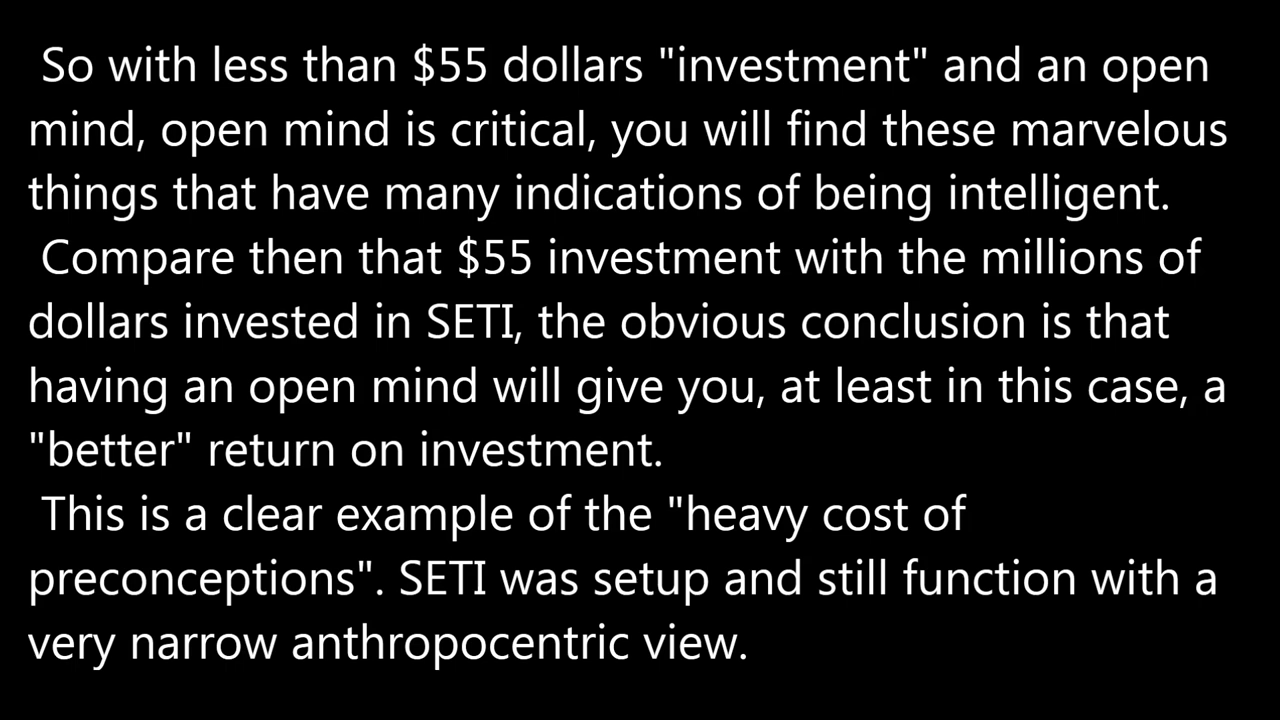 So with less than $55 dollars "investment" and an open
mind, open mind is critical, you will find these marvelous
things that have many indications of being intelligent.
Compare then that $55 investment with the millions of
dollars invested in SETI, the obvious conclusion is that
having an open mind will give you, at least in this case, a
"better" return on investment.
This is a clear example of the "heavy cost of
preconceptions". SETI was setup and still function with a
very narrow anthropocentric view.